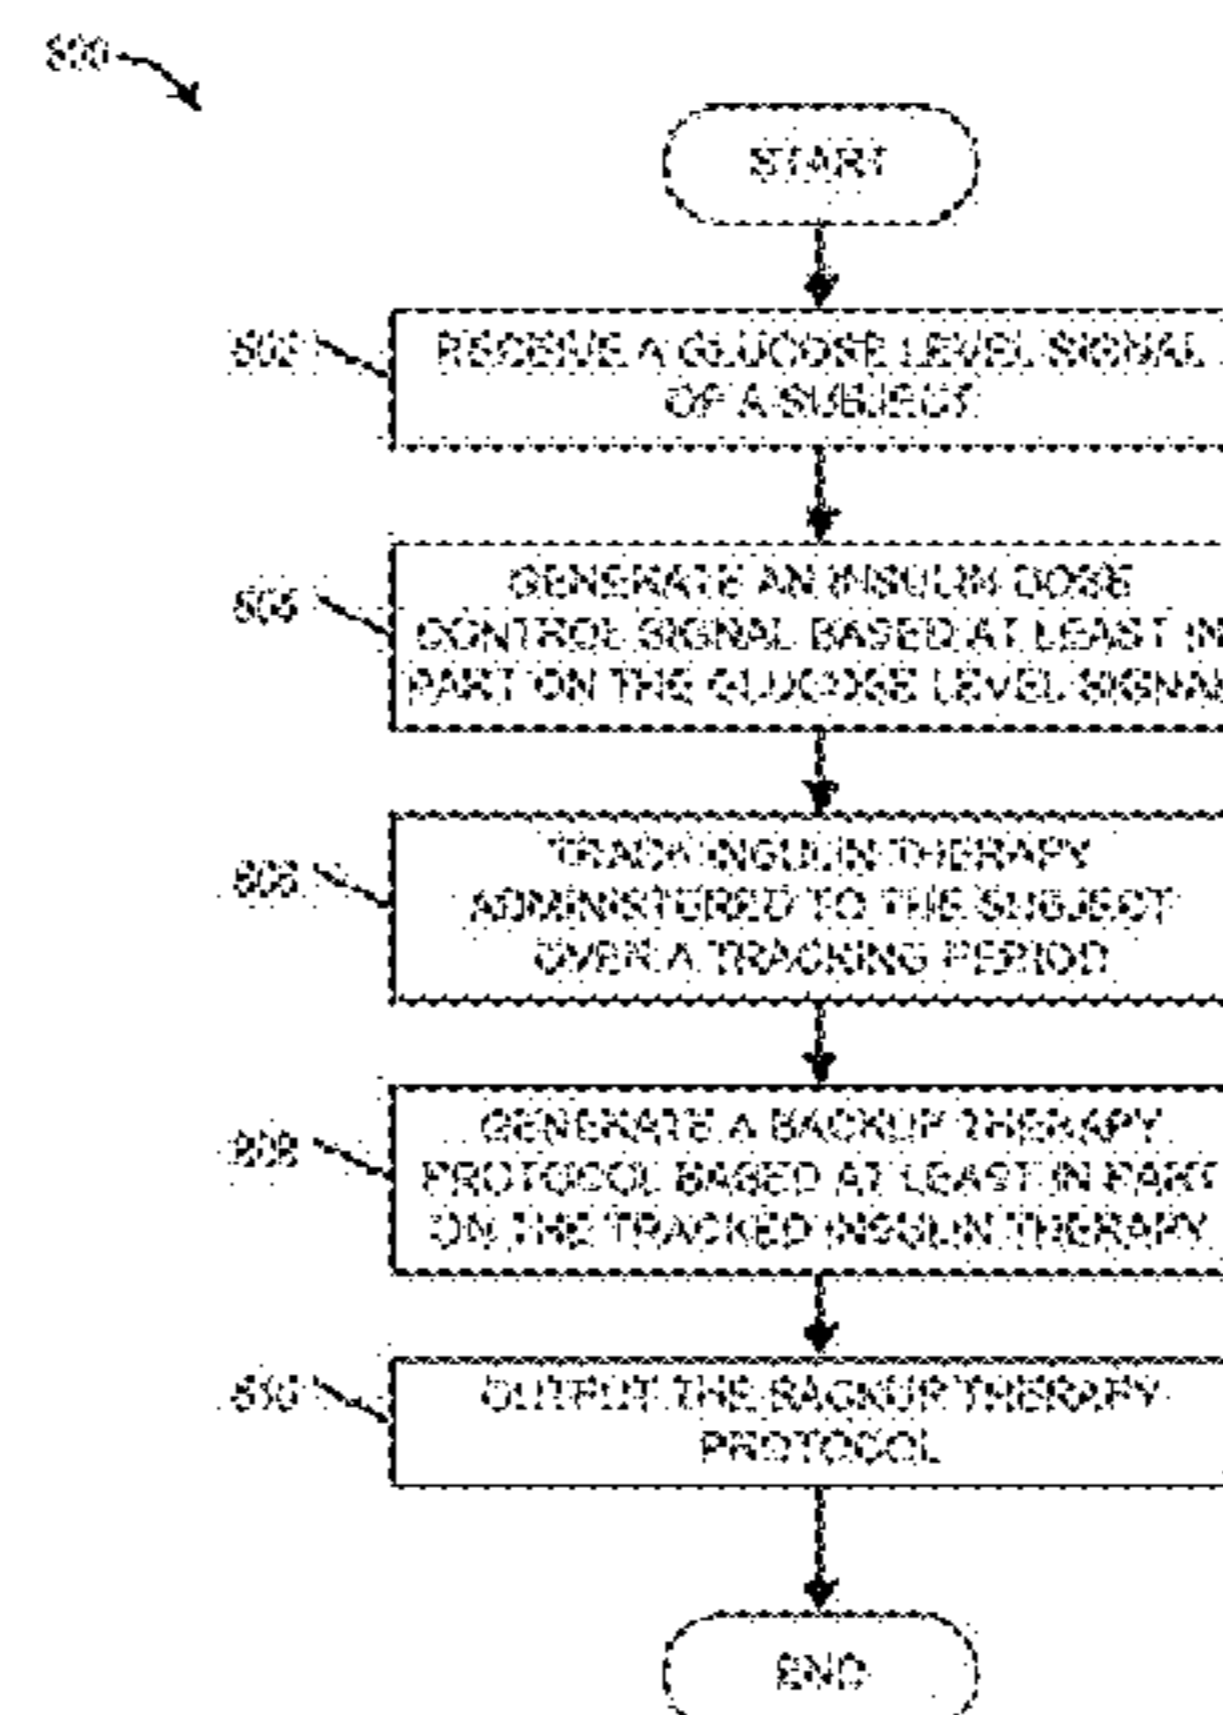 START
RECEIVE A GLUCOSE LEVEL SIGNAL
OF A SUBJECT
GENERATE AN INSULIN DOSE
CONTROL SIGNAL BASED AT LEAST IN
PART ON THE GLUCOSE LEVEL SIGNAL
TRACK INSULIN THERAPY
ADMINISTERED TO THE SUBJECT
OVER A TRACKING PERIOD
GENERATE A BACKUP THERAPY
PROTOCOL BASED AT LEAST IN PART
ON THE TRACKED INSULIN THERAPY
OUTPUT THE BACKUP THERAPY
PROTOCOL
END